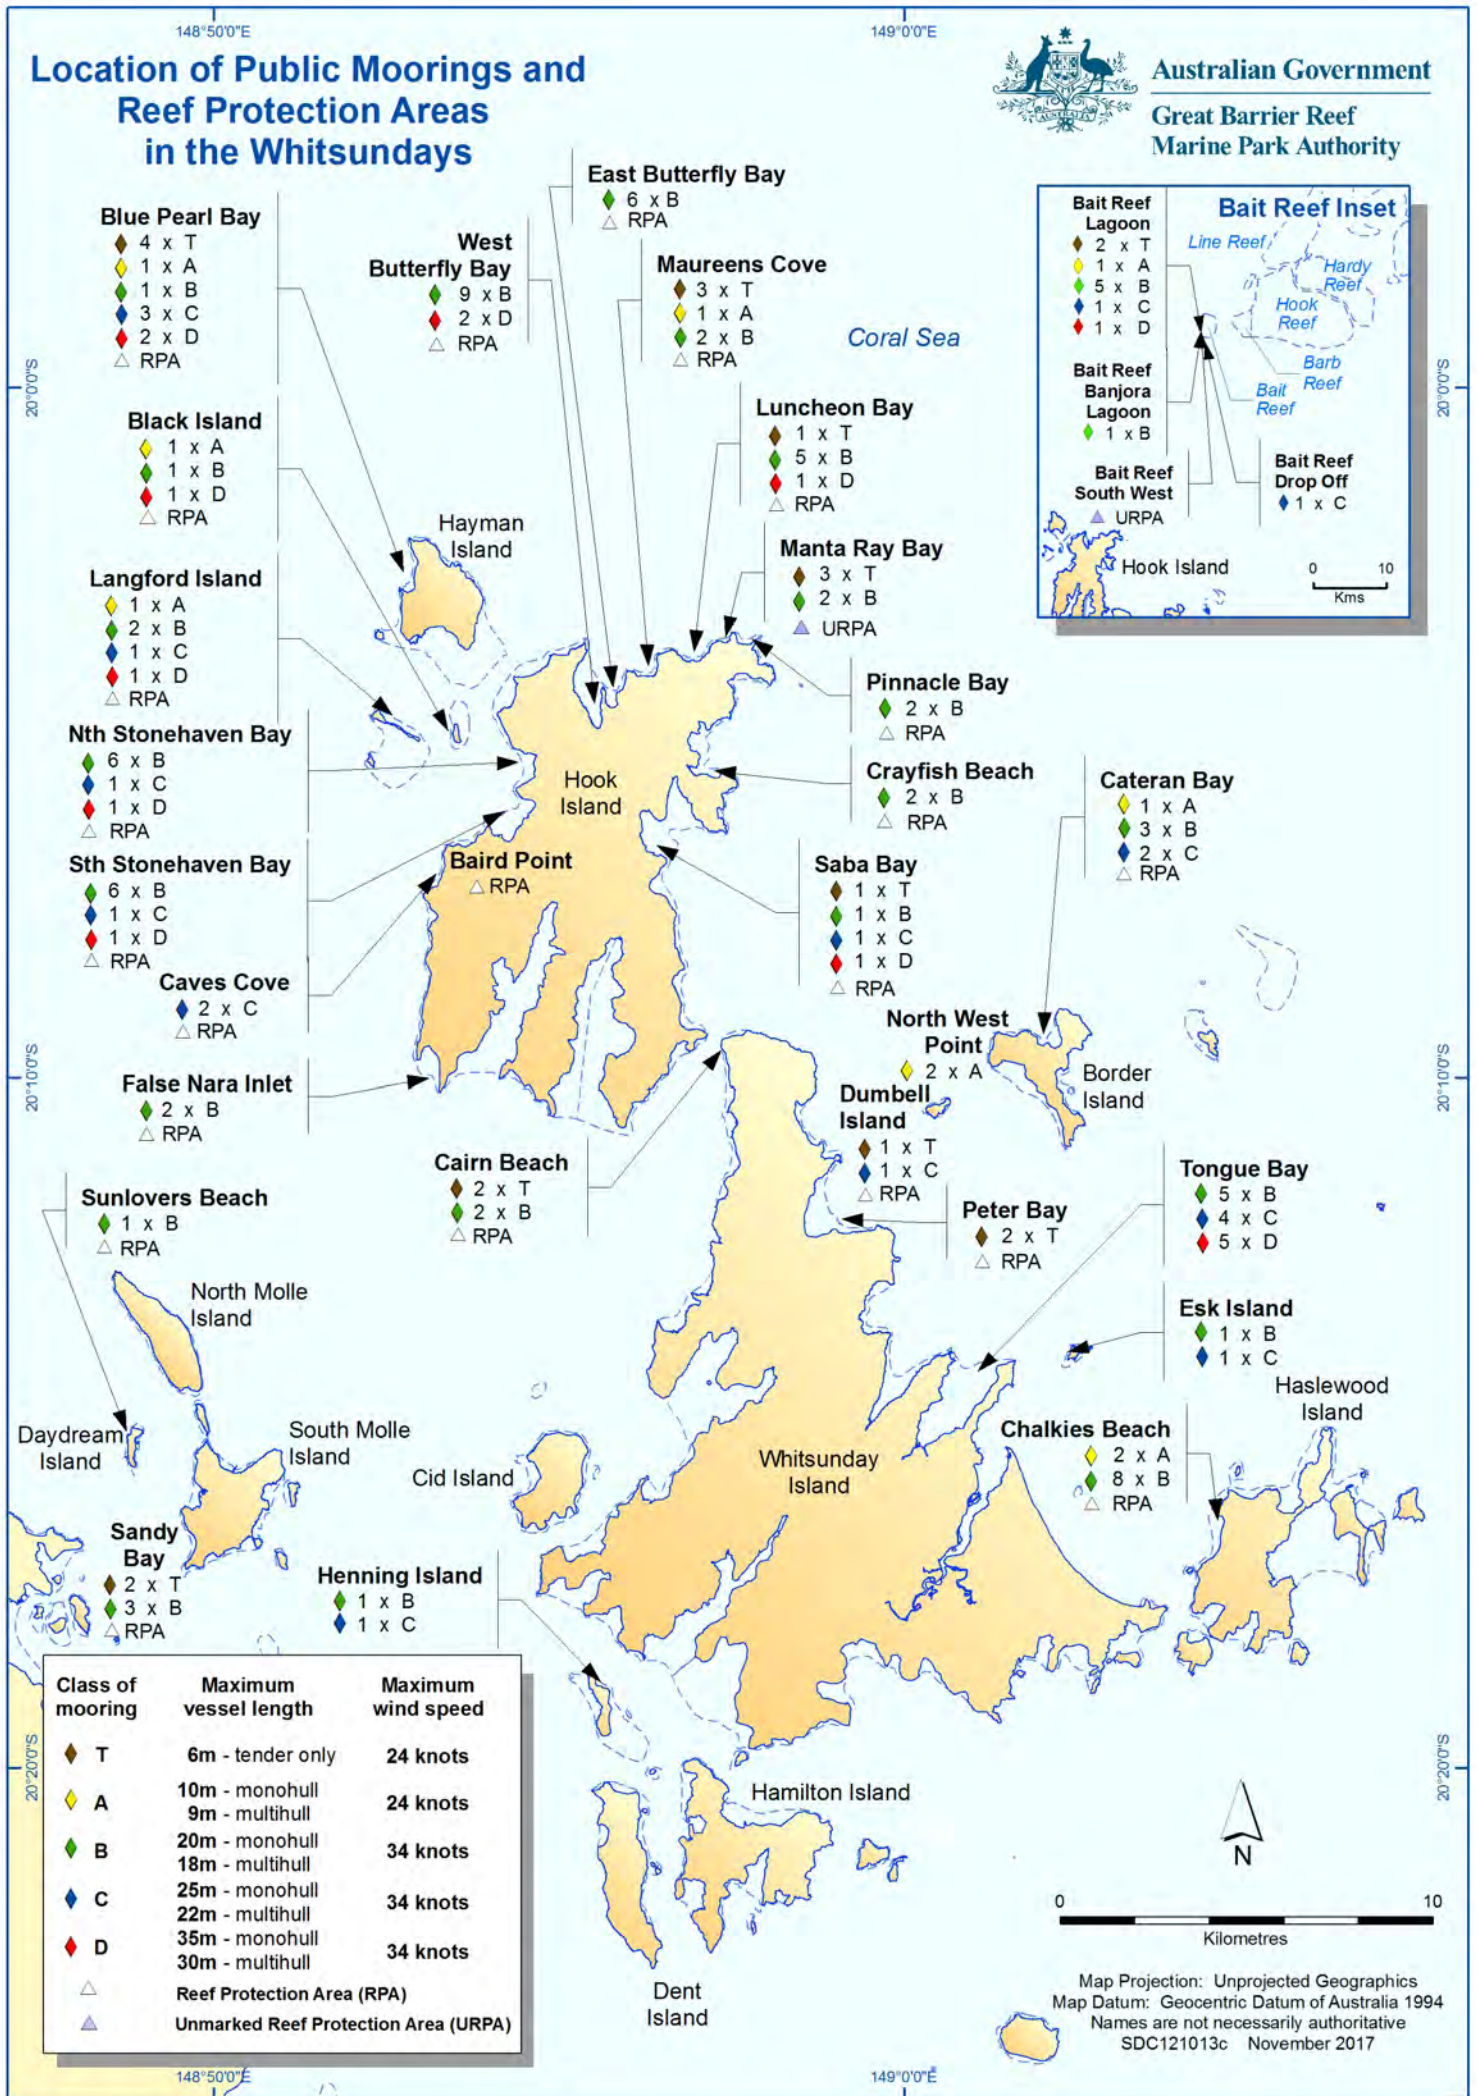 148°50'0"E
149°0'0"E
Location of Public Moorings and
Reef Protection Areas
in the Whitsundays
Australian Government
Great Barrier Reef
Marine Park Authority
AUSTRALIA
East Butterfly Bay
6 x B
RPA
Blue Pearl Bay
4 x T
1 x A
1 x B
3 x C
2 x D
RPA
West
Butterfly Bay
9 x B
2 x D
RPA
Maureens Cove
3 x T
1 x A
2 x B
RPA
Coral Sea
Bait Reef Inset
Bait Reef
Lagoon
2 x T
1 x A
5 x B
1 x C
1 x D
Line Reef
Hardy
Reef
Hook
Reef
Barb
Reef
Bait
Reef
Bait Reef
Banjora
Lagoon
1 x B
Bait Reef
South West
URPA
Bait Reef
Drop Off
1 x C
Hook Island
0 10
Kms
20°0'0"S
20°0'0"S
Black Island
1 x A
1 x B
1 x D
RPA
Luncheon Bay
1 x T
5 x B
1 x D
RPA
Hayman
Island
Manta Ray Bay
3 x T
2 x B
URPA
Langford Island
1 x A
2 x B
1 x C
1 x D
RPA
Pinnacle Bay
2 x B
RPA
Nth Stonehaven Bay
6 x B
1 x C
1 x D
RPA
Hook
Island
Crayfish Beach
2 x B
RPA
Cateran Bay
1 x A
3 x B
2 x C
RPA
Sth Stonehaven Bay
6 x B
1 x C
1 x D
RPA
Baird Point
RPA
Saba Bay
1 x T
1 x B
1 x C
1 x D
RPA
Caves Cove
2 x C
RPA
North West
Point
2 x A
Border
Island
20°10'0"S
20°10'0"S
False Nara Inlet
2 x B
RPA
Dumbell
Island
1 x T
1 x C
RPA
Cairn Beach
2 x T
2 x B
RPA
Tongue Bay
5 x B
4 x C
5 x D
Sunlovers Beach
1 x B
RPA
Peter Bay
2 x T
RPA
North Molle
Island
Esk Island
1 x B
1 x C
Haslewood
Island
Daydream
Island
South Molle
Island
Cid Island
Whitsunday
Island
Chalkies Beach
2 x A
8 x B
RPA
Sandy
Bay
2 x T
3 x B
RPA
Henning Island
1 x B
1 x C
Class of
mooring
Maximum
vessel length
Maximum
wind speed
T 6m - tender only 24 knots
A 10m - monohull
9m - multihull 24 knots
B 20m - monohull
18m - multihull 34 knots
C 25m - monohull
22m - multihull 34 knots
D 35m - monohull
30m - multihull 34 knots
Reef Protection Area (RPA)
Unmarked Reef Protection Area (URPA)
20°20'0"S
20°20'0"S
Hamilton Island
Dent
Island
N
0 10
Kilometres
Map Projection: Unprojected Geographics
Map Datum: Geocentric Datum of Australia 1994
Names are not necessarily authoritative
SDC121013c November 2017
148°50'0"E
149°0'0"E